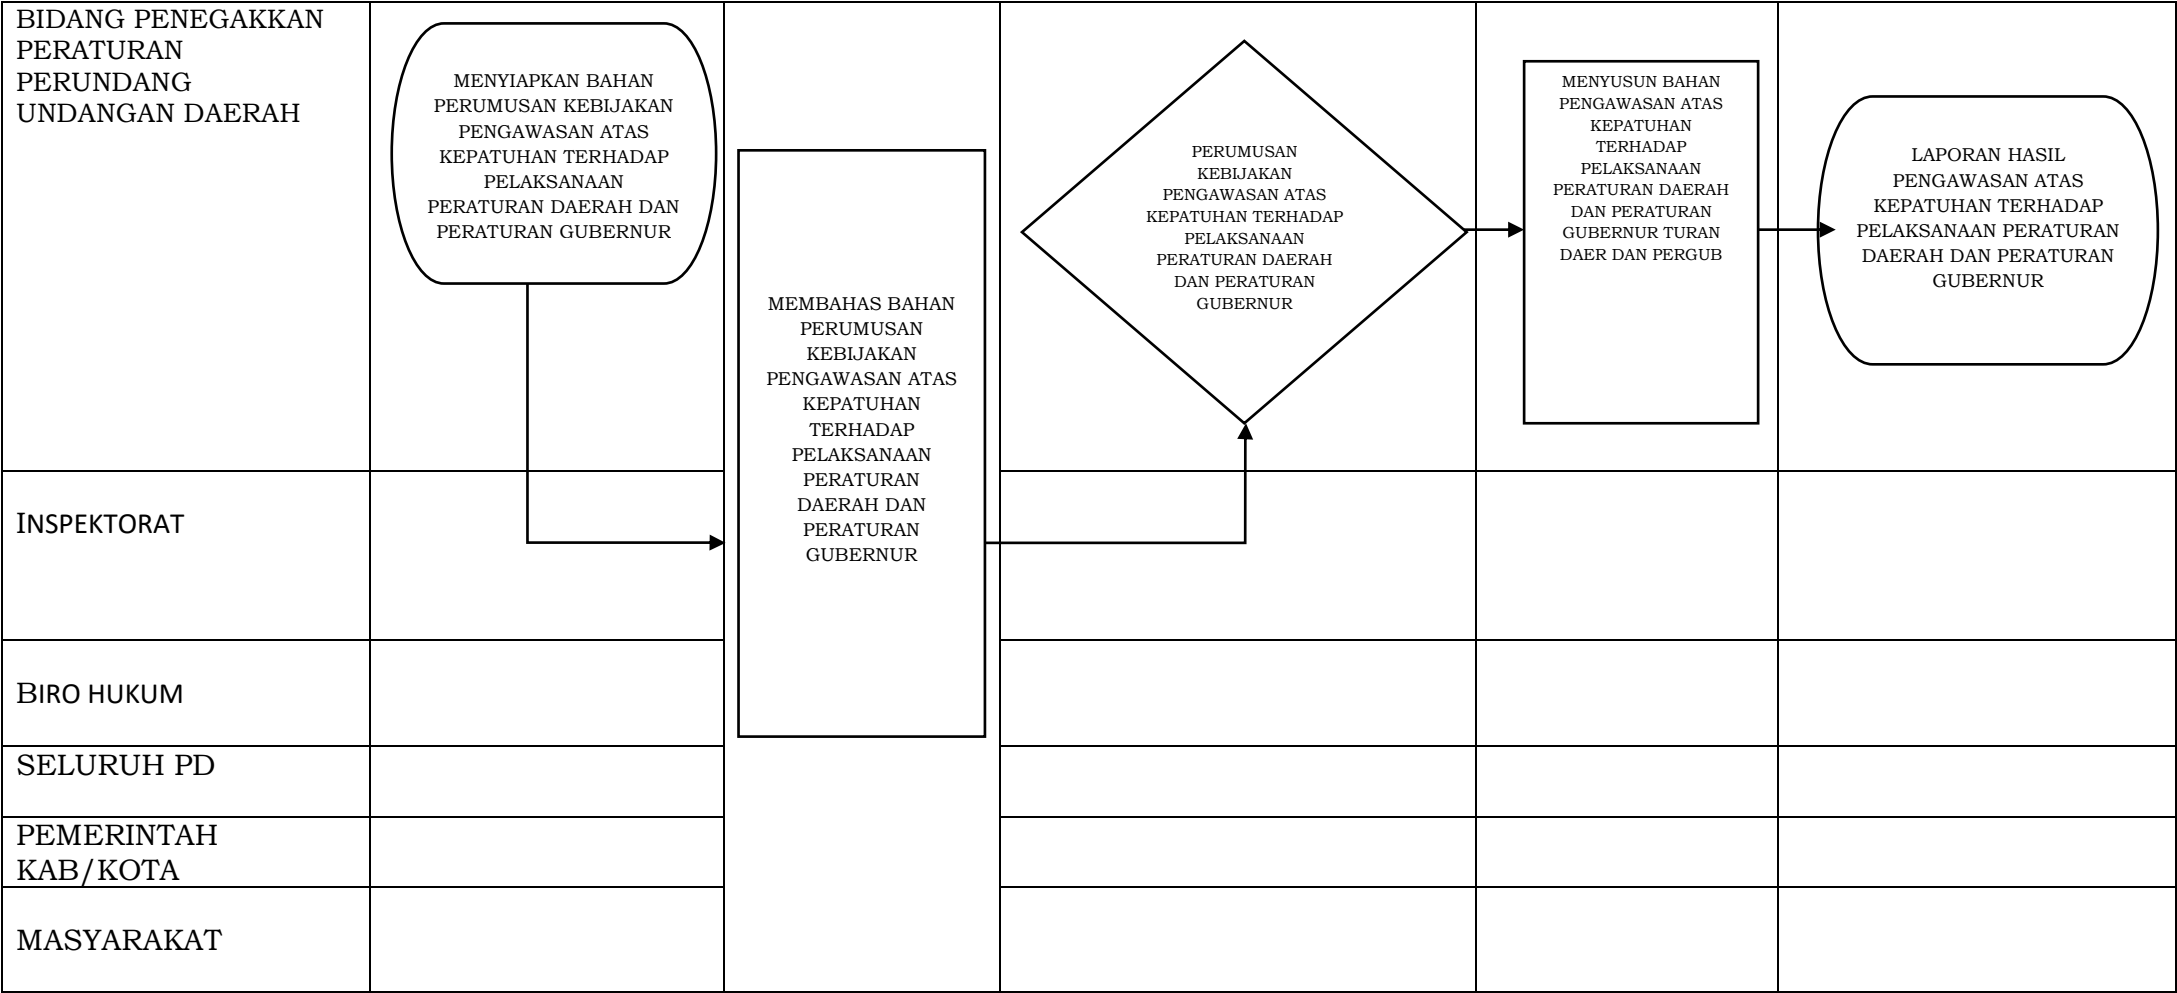 BIDANG PENEGAKKAN
PERATURAN
PERUNDANG
UNDANGAN DAERAH
MENYIAPKAN BAHAN
PERUMUSAN KEBIJAKAN
PENGAWASAN ATAS
KEPATUHAN TERHADAP
PELAKSANAAN
PERATURAN DAERAH DAN
PERATURAN GUBERNUR
MEMBAHAS BAHAN
PERUMUSAN
KEBIJAKAN
PENGAWASAN ATAS
KEPATUHAN
TERHADAP
PELAKSANAAN
PERATURAN
DAERAH DAN
PERATURAN
GUBERNUR
PERUMUSAN
KEBIJAKAN
PENGAWASAN ATAS
KEPATUHAN TERHADAP
PELAKSANAAN
PERATURAN DAERAH
DAN PERATURAN
GUBERNUR
MENYUSUN BAHAN
PENGAWASAN ATAS
KEPATUHAN
TERHADAP
PELAKSANAAN
PERATURAN DAERAH
DAN PERATURAN
GUBERNUR TURAN
DAER DAN PERGUB
LAPORAN HASIL
PENGAWASAN ATAS
KEPATUHAN TERHADAP
PELAKSANAAN PERATURAN
DAERAH DAN PERATURAN
GUBERNUR
INSPEKTORAT
BIRO HUKUM
SELURUH PD
PEMERINTAH
KAB/KOTA
MASYARAKAT